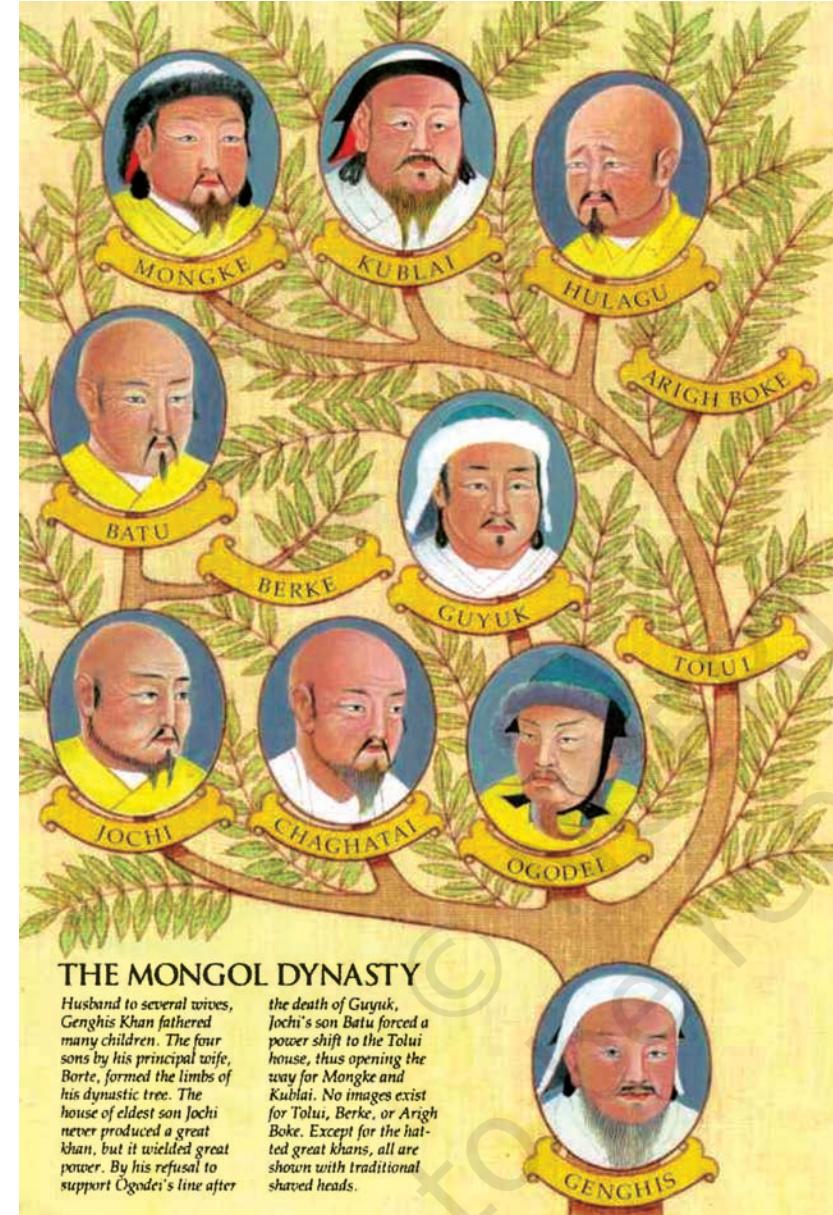 MONGKE
KUBLAI
HULAGU
ARIGH BOKE
BATU
BERKE
GUYUK
TOLUI
JOCHI
CHAGHATAI
OGODEI
THE MONGOL DYNASTY
Husband to several wives,
Genghis Khan fathered
many children. The four
sons by his principal wife,
Borte, formed the limbs of
his dynastic tree. The
house of eldest son Jochi
never produced a great
khan, but it wielded great
power. By his refusal to
support Ogodei's line after
the death of Guyuk,
Jochi's son Batu forced a
power shift to the Tolui
house, thus opening the
way for Mongke and
Kublai. No images exist
for Tolui, Berke, or Arigh
Boke. Except for the hat-
ted great khans, all are
shown with traditional
shaved heads.
GENGHIS